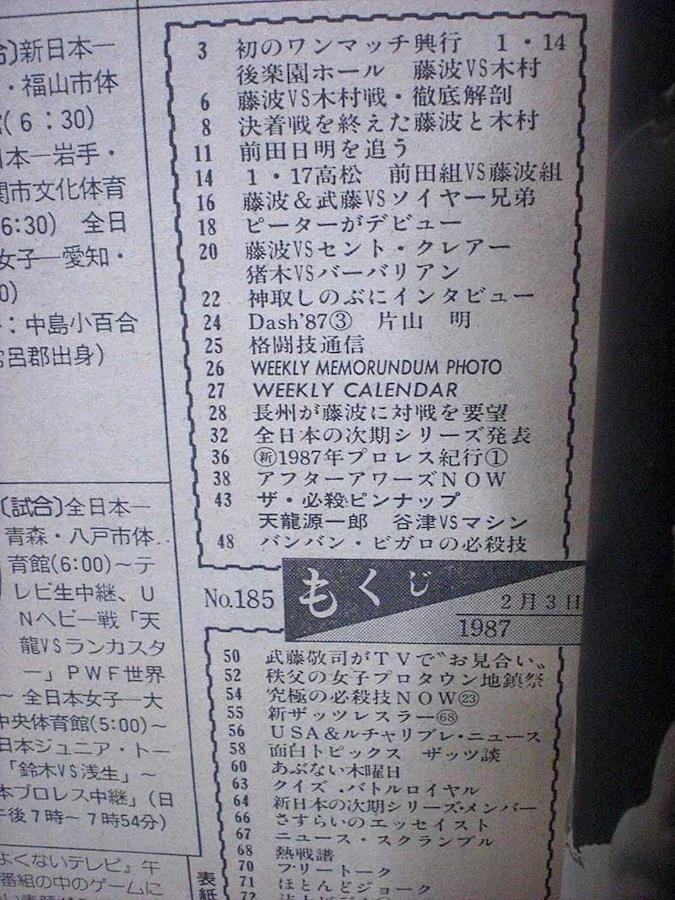 合〕新日本―
・福山市体
(6：30)
日本―岩手・
関市文化体育
6:30) 全日
女子―愛知・
0)
：中島小百合
呂郡出身)
〔試合〕全日本―
青森・八戸市体
育館(6:00)～テ
レビ生中継、U
Nヘビー戦「天
龍VSランカスタ
ー」PWF世界
～ 全日本女子―大
中央体育館(5:00)～
日本ジュニア・トー
「鈴木VS浅生」～
本プロレス中継」(日
午後7時～7時54分)
よくないテレビ』午
番組の中のゲームに
3 初のワンマッチ興行 1・14
後楽園ホール 藤波VS木村
6 藤波VS木村戦・徹底解剖
8 決着戦を終えた藤波と木村
11 前田日明を追う
14 1・17高松 前田組VS藤波組
16 藤波＆武藤VSソイヤー兄弟
18 ピーターがデビュー
20 藤波VSセント・クレアー
猪木VSバーバリアン
22 神取しのぶにインタビュー
24 Dash'87③ 片山 明
25 格闘技通信
26 WEEKLY MEMORUNDUM PHOTO
27 WEEKLY CALENDAR
28 長州が藤波に対戦を要望
32 全日本の次期シリーズ発表
36 ㊟1987年プロレス紀行①
38 アフターアワーズNOW
43 ザ・必殺ピンナップ
天龍源一郎 谷津VSマシン
48 バンバン・ビガロの必殺技
No.185
もくじ
2月3日
1987
50 武藤敬司がTVで〝お見合い〟
52 秩父の女子プロタウン地鎮祭
54 究極の必殺技NOW㉓
55 新ザッツレスラー(68)
56 USA＆ルチャリブレ・ニュース
58 面白トピックス ザッツ談
60 あぶない木曜日
63 クイズ・バトルロイヤル
64 新日本の次期シリーズ・メンバー
66 さすらいのエッセイスト
67 ニュース・スクランブル
68 熱戦譜
70 フリートーク
71 ほとんどジョーク
72
表紙